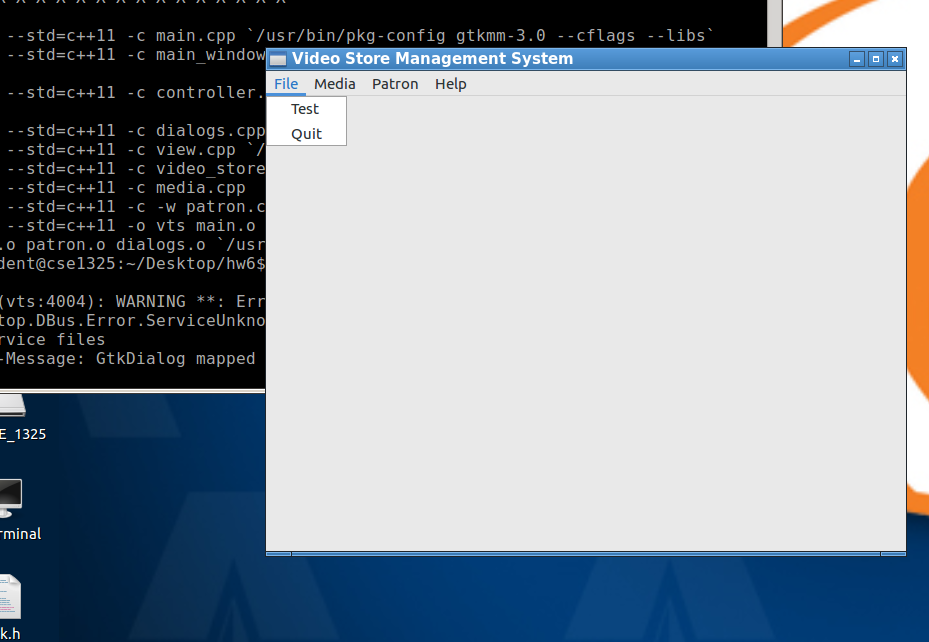 --std=c++11 -c main.cpp `/usr/bin/pkg-config gtkmm-3.0 --cflags --libs`
--std=c++11 -c main_window
--std=c++11 -c controller.
--std=c++11 -c dialogs.cpp
--std=c++11 -c view.cpp `/
--std=c++11 -c video_store
--std=c++11 -c media.cpp
--std=c++11 -c -w patron.c
--std=c++11 -o vts main.o
.o patron.o dialogs.o `/usr
dent@cse1325:~/Desktop/hw6$
(vts:4004): WARNING **: Err
top.DBus.Error.ServiceUnkno
rvice files
-Message: GtkDialog mapped
Video Store Management System
File Media Patron Help
Test
Quit
E_1325
rminal
k.h